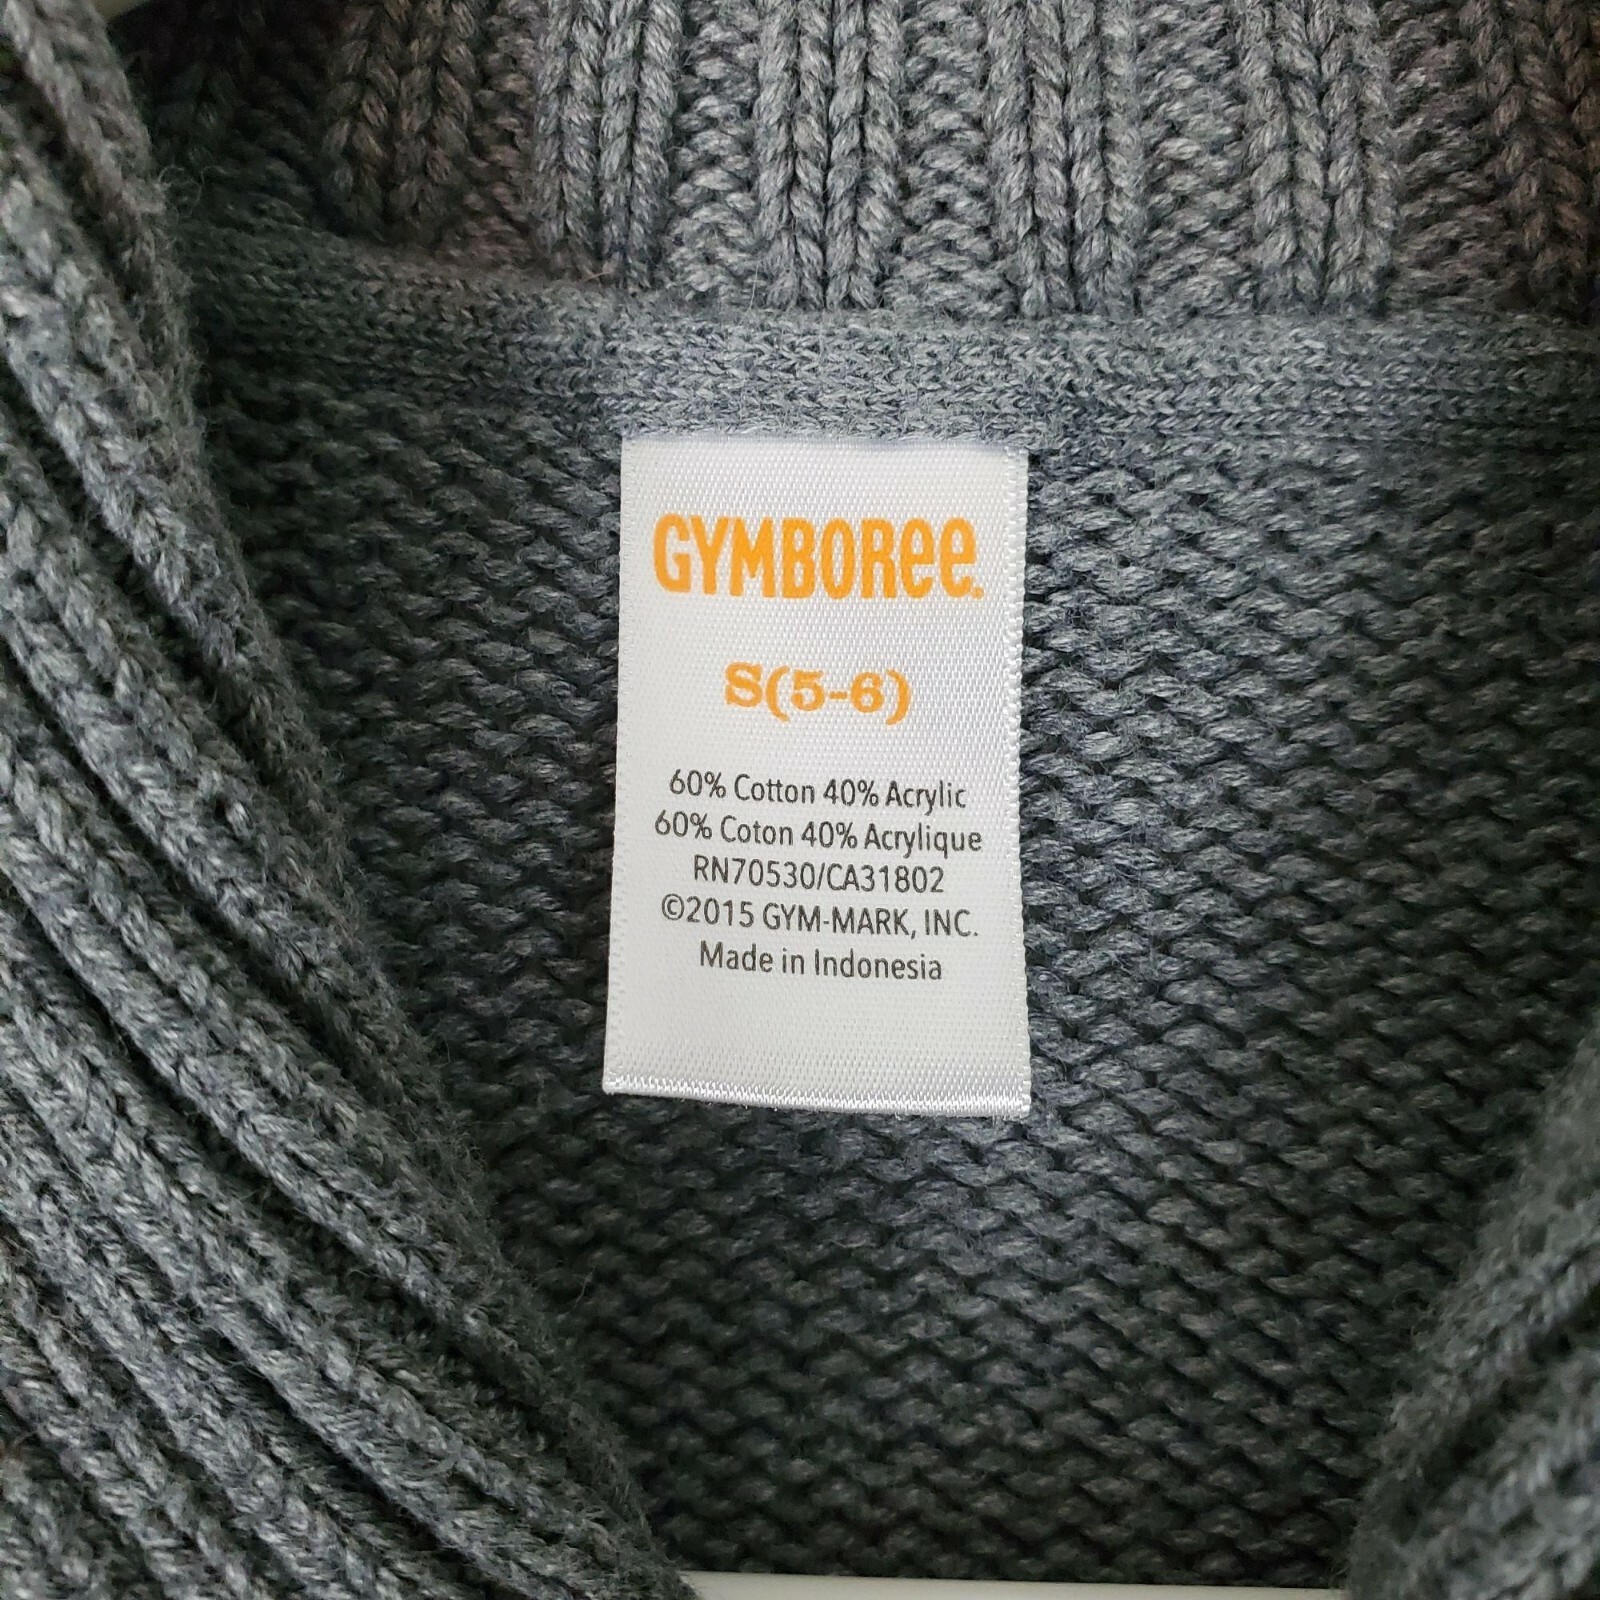 GYMBOREE.
S(5-6)
60% Cotton 40% Acrylic
60% Coton 40% Acrylique
RN70530/CA31802
©2015 GYM-MARK, INC.
Made in Indonesia